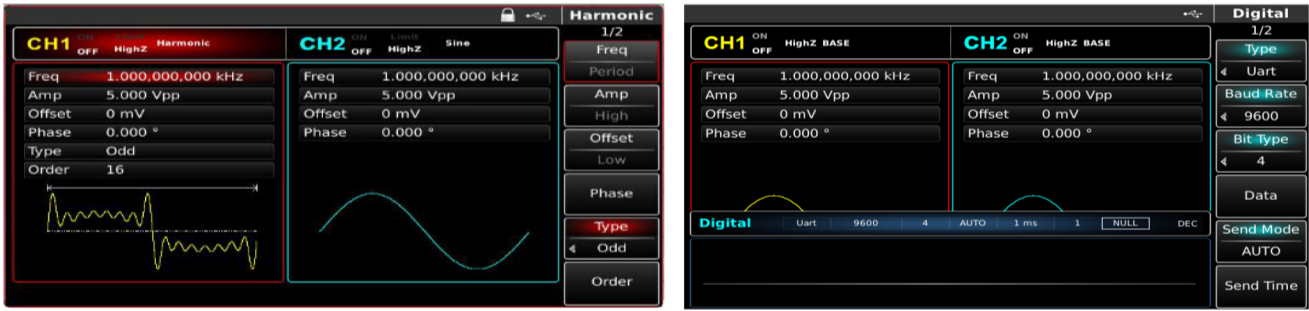 Harmonic
1/2
CH1 ON OFF Limit HighZ Harmonic
CH2 ON OFF Limit HighZ Sine
Freq 1.000,000,000 kHz
Amp 5.000 Vpp
Offset 0 mV
Phase 0.000 °
Type Odd
Order 16
Freq 1.000,000,000 kHz
Amp 5.000 Vpp
Offset 0 mV
Phase 0.000 °
Freq
Period
Amp
High
Offset
Low
Phase
Type
Odd
Order
Digital
1/2
CH1 ON OFF HighZ BASE
CH2 ON OFF HighZ BASE
Freq 1.000,000,000 kHz
Amp 5.000 Vpp
Offset 0 mV
Phase 0.000 °
Freq 1.000,000,000 kHz
Amp 5.000 Vpp
Offset 0 mV
Phase 0.000 °
Digital Uart 9600 4 AUTO 1 ms 1 NULL DEC
Type
Uart
Baud Rate
9600
Bit Type
4
Data
Send Mode
AUTO
Send Time